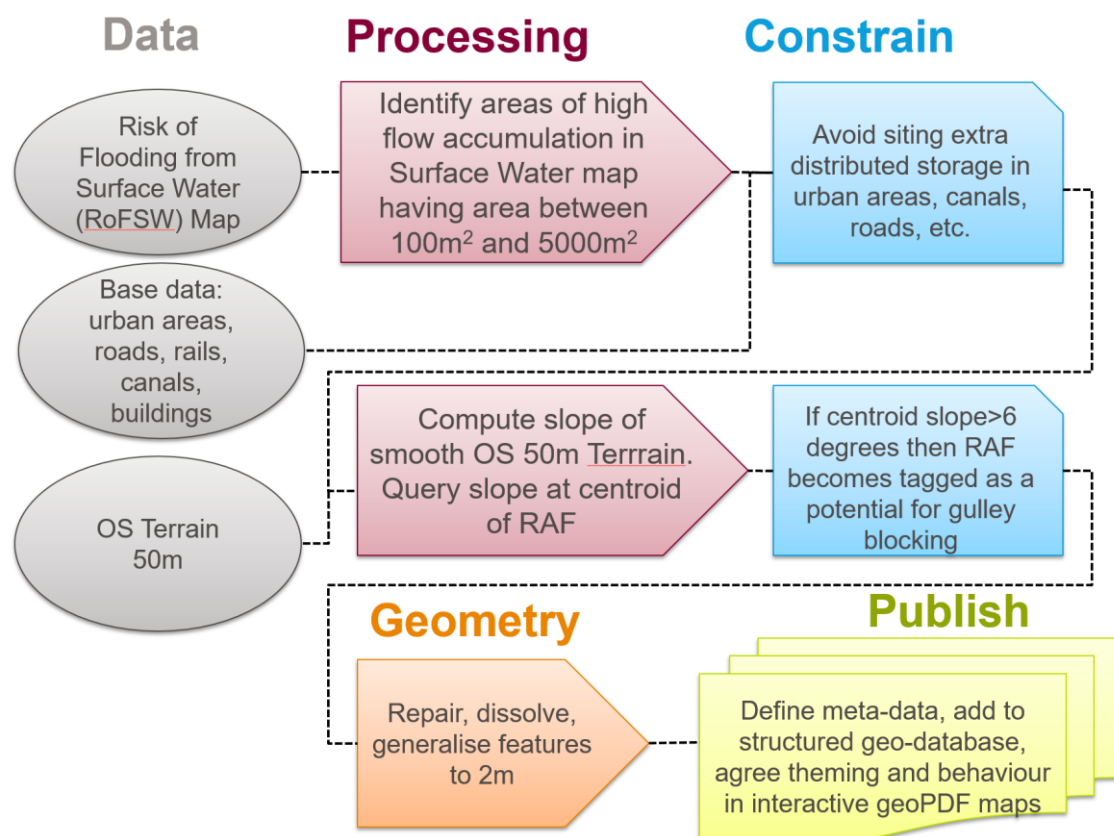 Data
Processing
Constrain
Risk of
Flooding from
Surface Water
(RoFSW) Map
Identify areas of high
flow accumulation in
Surface Water map
having area between
100m² and 5000m²
Avoid siting extra
distributed storage in
urban areas, canals,
roads, etc.
Base data:
urban areas,
roads, rails,
canals,
buildings
OS Terrain
50m
Compute slope of
smooth OS 50m Terrrain.
Query slope at centroid
of RAF
If centroid slope>6
degrees then RAF
becomes tagged as a
potential for gulley
blocking
Geometry
Publish
Repair, dissolve,
generalise features
to 2m
Define meta-data, add to
structured geo-database,
agree theming and behaviour
in interactive geoPDF maps